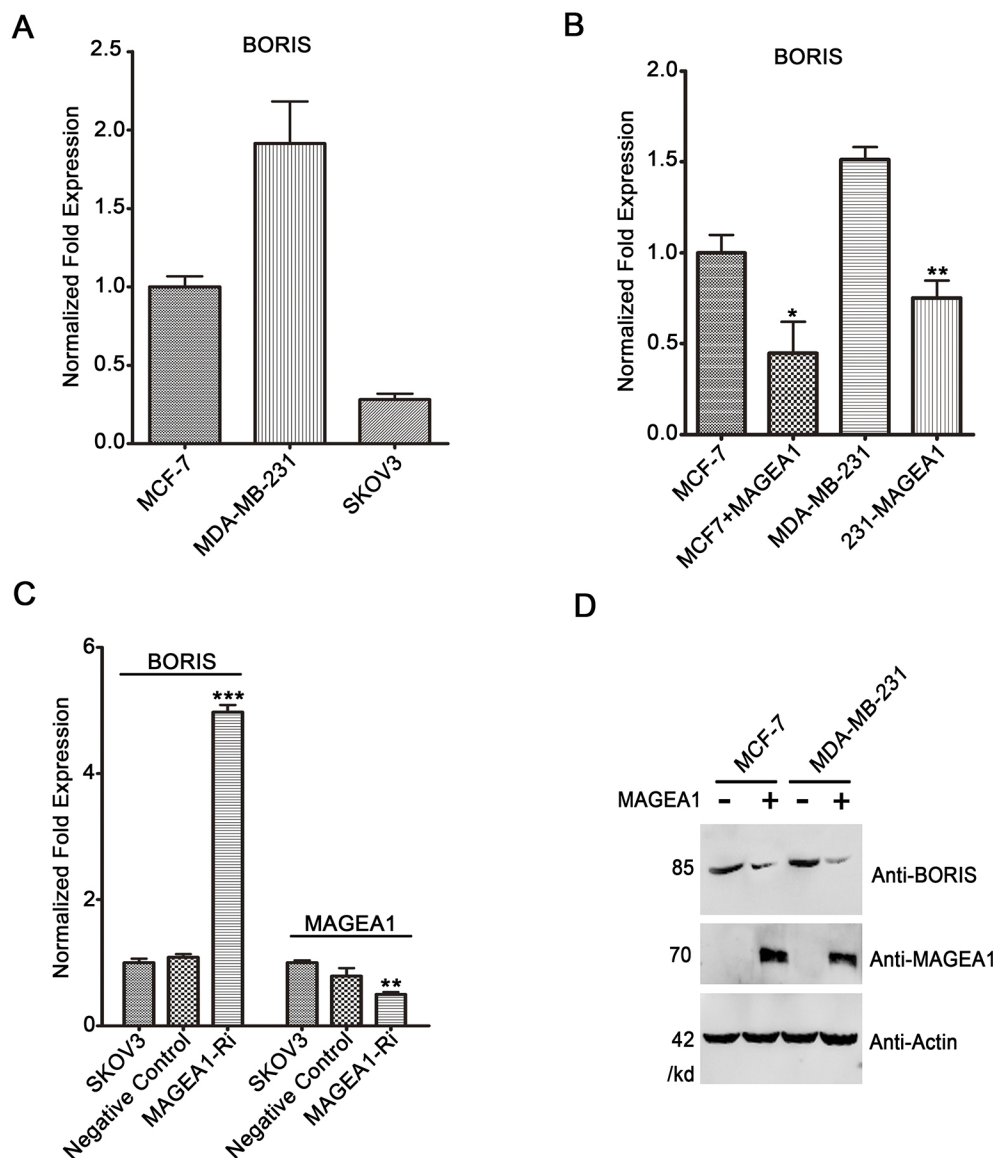 A
BORIS
Normalized Fold Expression
2.5
2.0
1.5
1.0
0.5
0.0
MCF-7
MDA-MB-231
SKOV3
B
BORIS
Normalized Fold Expression
2.0
1.5
1.0
0.5
0.0
*
**
MCF-7
MCF7+MAGEA1
MDA-MB-231
231-MAGEA1
C
Normalized Fold Expression
6
4
2
0
BORIS
***
MAGEA1
**
SKOV3
Negative Control
MAGEA1-Ri
SKOV3
Negative Control
MAGEA1-Ri
D
MCF-7
MDA-MB-231
MAGEA1 - + - +
85 Anti-BORIS
70 Anti-MAGEA1
42 Anti-Actin
/kd